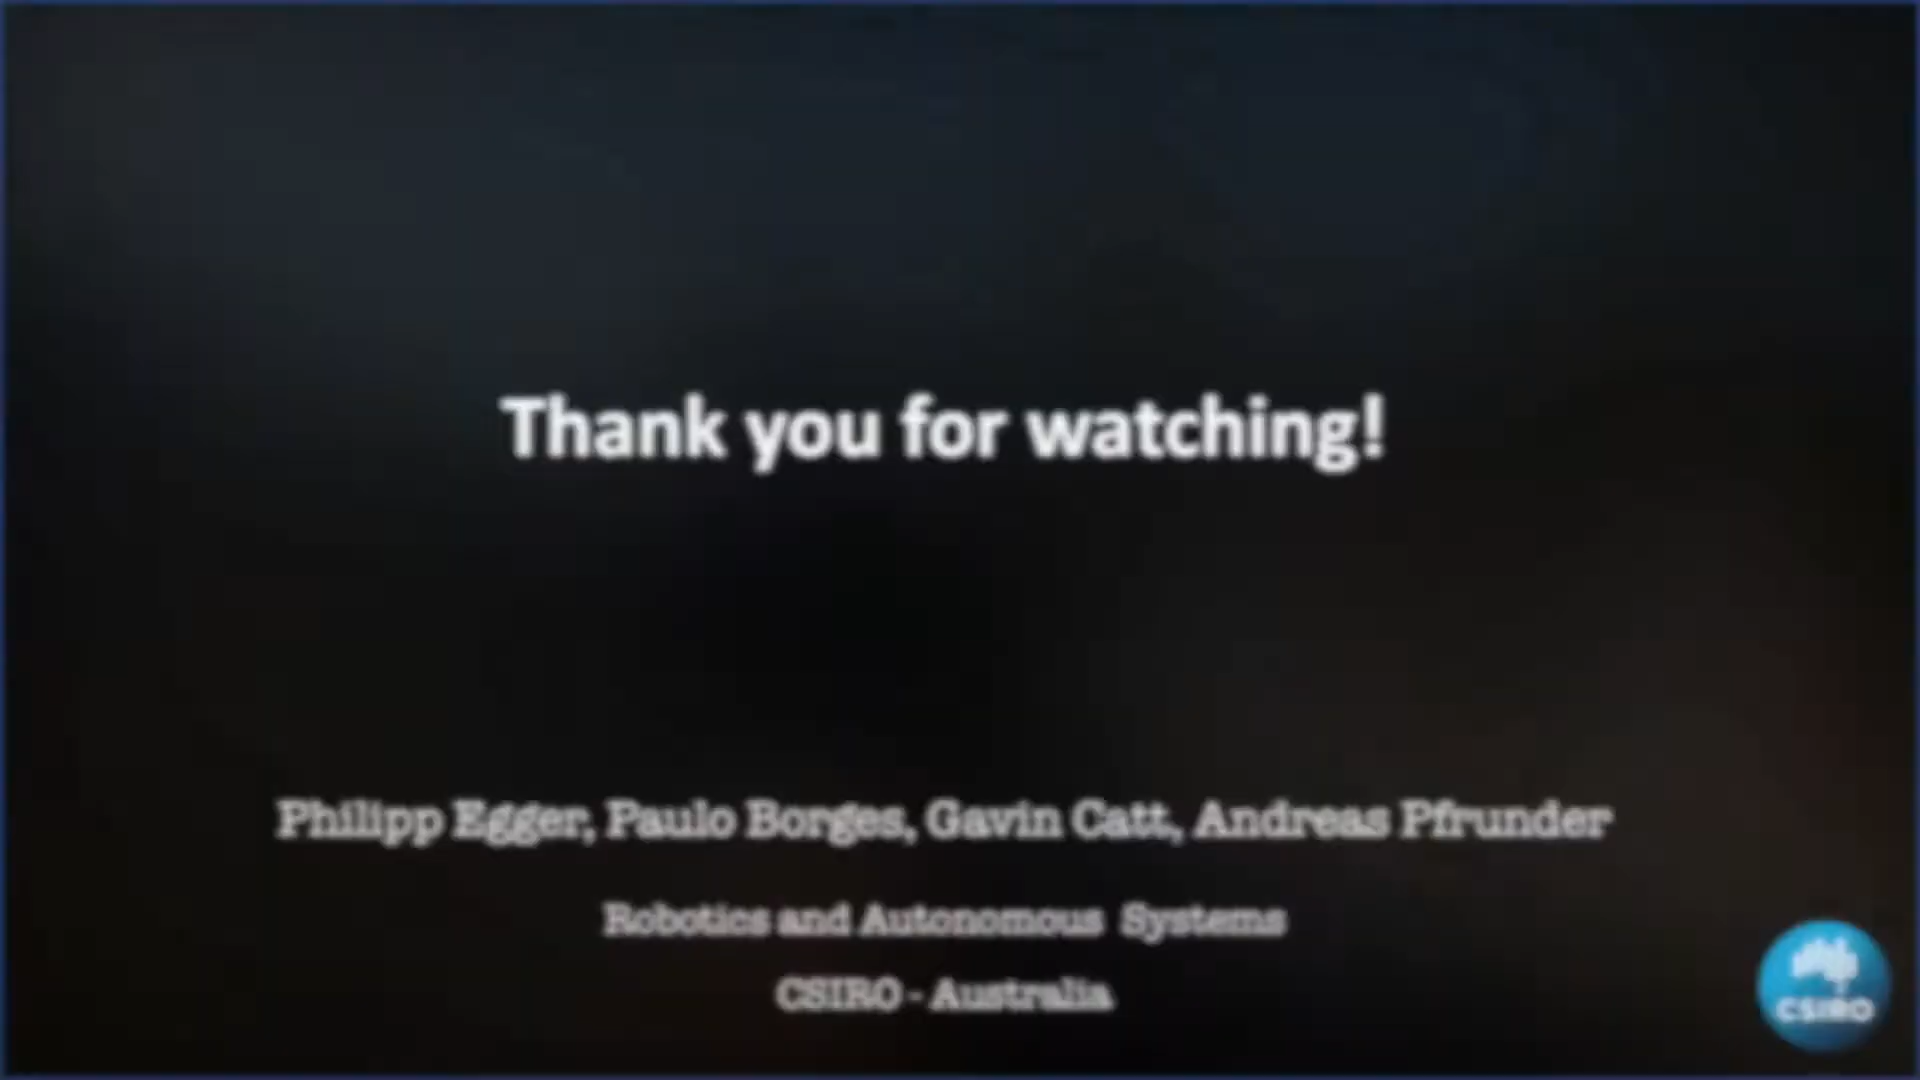 Thank you for watching!
Philipp Egger, Paulo Borges, Gavin Catt, Andreas Pfrunder
Robotics and Autonomous Systems
CSIRO - Australia
CSIRO